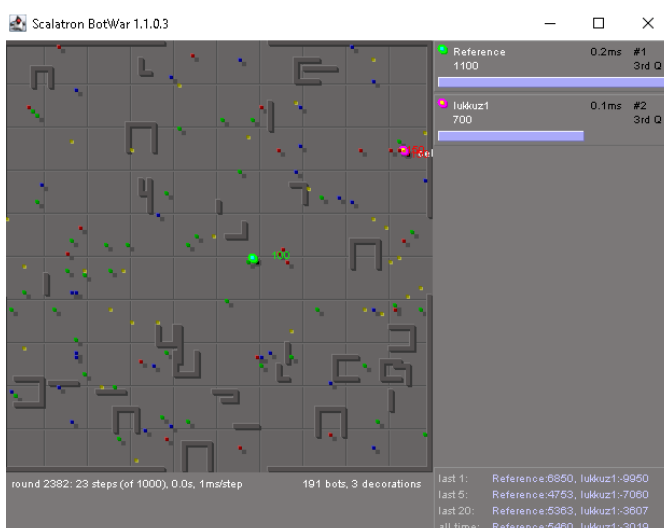 Scalatron BotWar 1.1.0.3
Reference 0.2ms #1
1100 3rd Q
lukkuz1 0.1ms #2
700 3rd Q
100
round 2382: 23 steps (of 1000), 0.0s, 1ms/step 191 bots, 3 decorations
last 1: Reference:6850, lukkuz1:-9950
last 5: Reference:4753, lukkuz1:-7060
last 20: Reference:5363, lukkuz1:-3607
all time: Reference:5460, lukkuz1:-3019